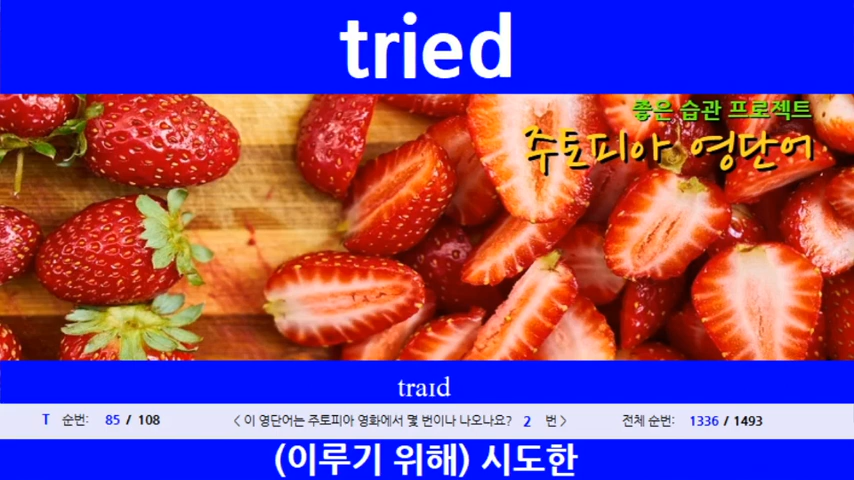 tried
좋은 습관 프로젝트
주토피아 영단어
traɪd
T 순번: 85 / 108 < 이 영단어는 주토피아 영화에서 몇 번이나 나오나요? 2 번 > 전체 순번: 1336 / 1493
(이루기 위해) 시도한